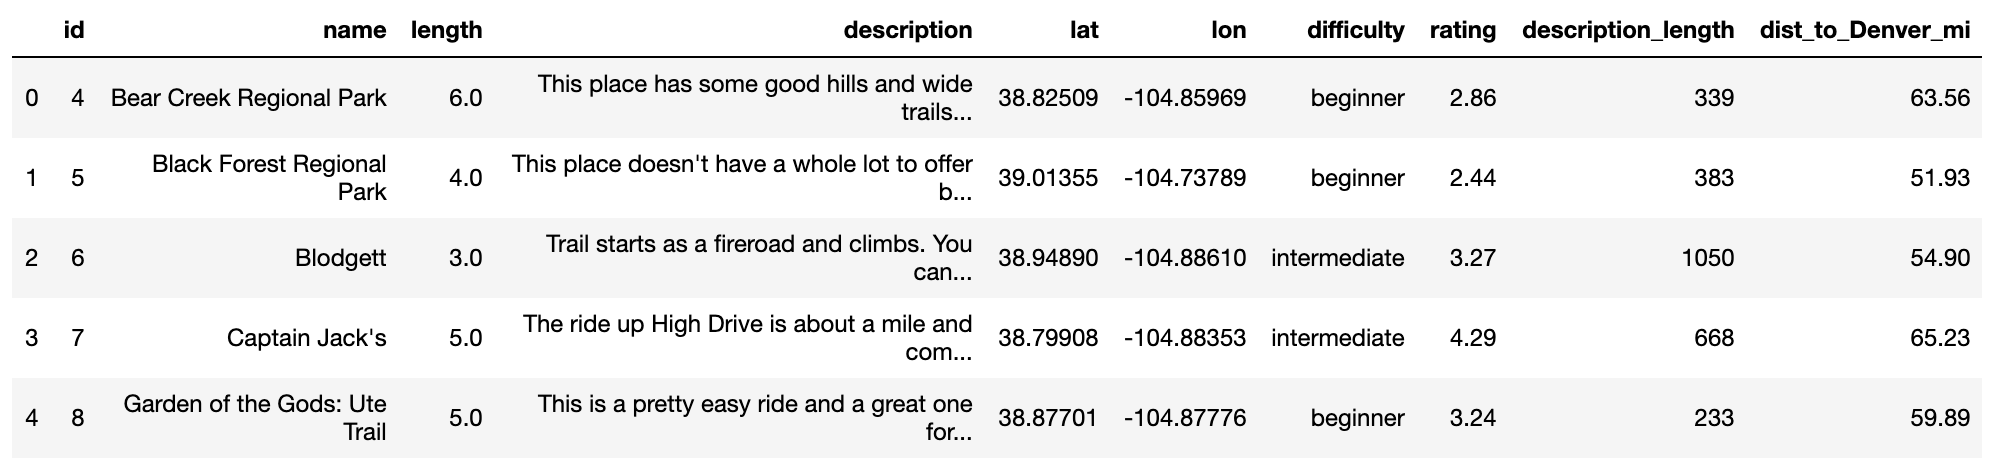 id name length description lat lon difficulty rating description_length dist_to_Denver_mi
0 4 Bear Creek Regional Park 6.0 This place has some good hills and wide trails... 38.82509 -104.85969 beginner 2.86 339 63.56
1 5 Black Forest Regional Park 4.0 This place doesn't have a whole lot to offer b... 39.01355 -104.73789 beginner 2.44 383 51.93
2 6 Blodgett 3.0 Trail starts as a fireroad and climbs. You can... 38.94890 -104.88610 intermediate 3.27 1050 54.90
3 7 Captain Jack's 5.0 The ride up High Drive is about a mile and com... 38.79908 -104.88353 intermediate 4.29 668 65.23
4 8 Garden of the Gods: Ute Trail 5.0 This is a pretty easy ride and a great one for... 38.87701 -104.87776 beginner 3.24 233 59.89